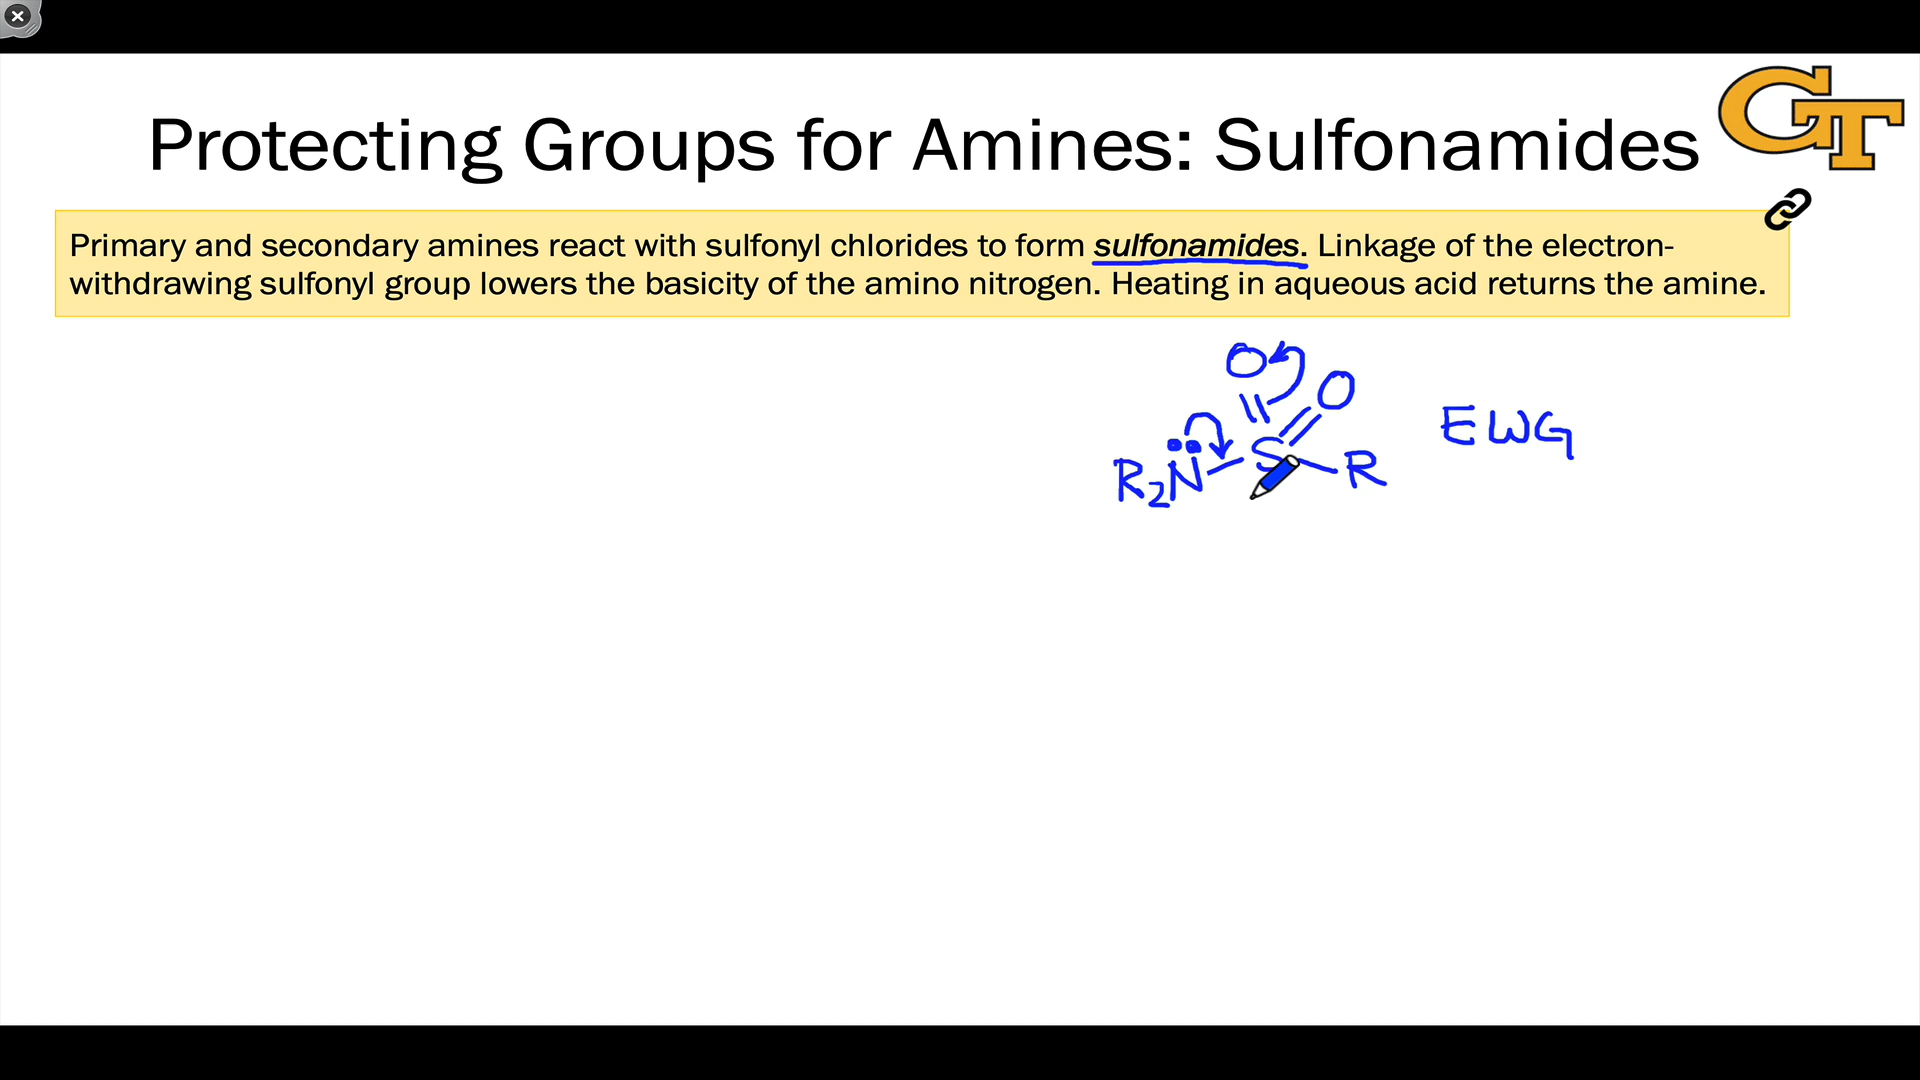 GT
Protecting Groups for Amines: Sulfonamides
Primary and secondary amines react with sulfonyl chlorides to form sulfonamides. Linkage of the electron-
withdrawing sulfonyl group lowers the basicity of the amino nitrogen. Heating in aqueous acid returns the amine.
O
O
EWG
R2N-S-R